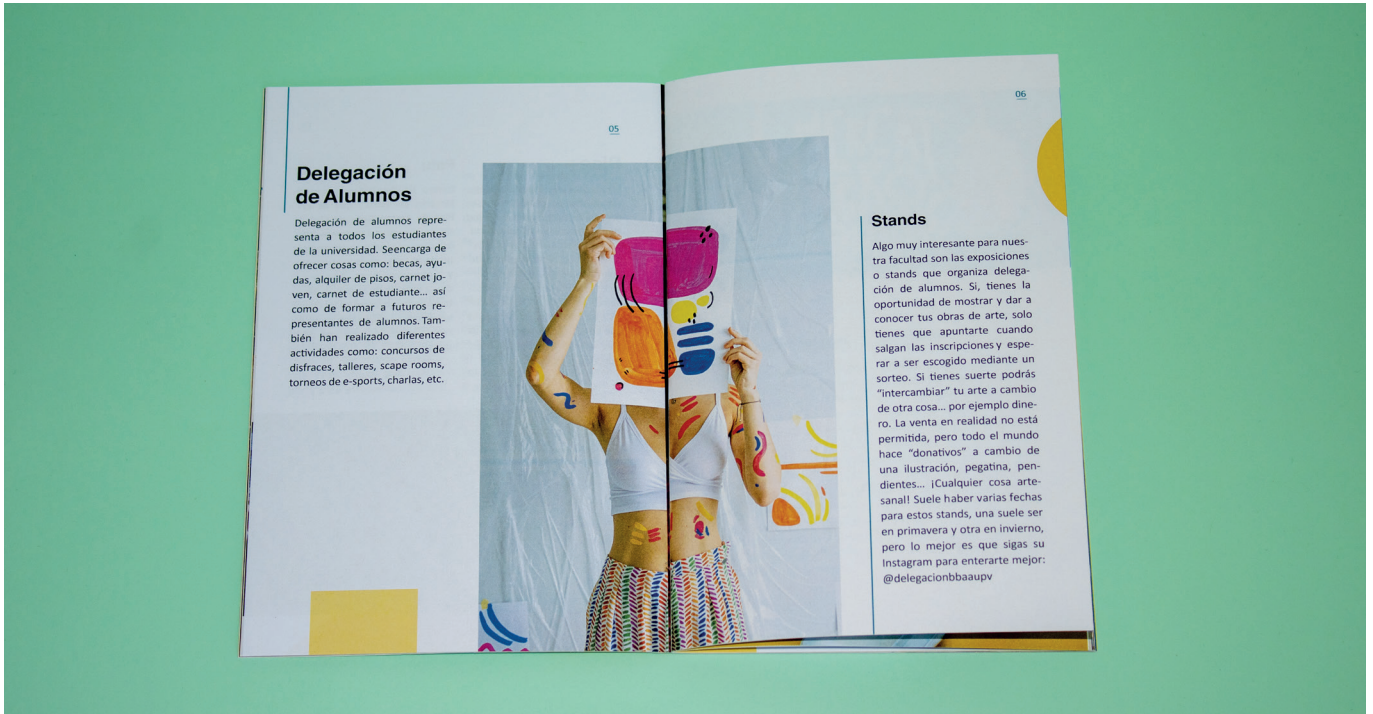 05
Delegación
de Alumnos
Delegación de alumnos repre-
senta a todos los estudiantes
de la universidad. Seencarga de
ofrecer cosas como: becas, ayu-
das, alquiler de pisos, carnet jo-
ven, carnet de estudiante... así
como de formar a futuros re-
presentantes de alumnos. Tam-
bién han realizado diferentes
actividades como: concursos de
disfraces, talleres, scape rooms,
torneos de e-sports, charlas, etc.
06
Stands
Algo muy interesante para nues-
tra facultad son las exposiciones
o stands que organiza delega-
ción de alumnos. Si, tienes la
oportunidad de mostrar y dar a
conocer tus obras de arte, solo
tienes que apuntarte cuando
salgan las inscripciones y espe-
rar a ser escogido mediante un
sorteo. Si tienes suerte podrás
“intercambiar” tu arte a cambio
de otra cosa... por ejemplo dine-
ro. La venta en realidad no está
permitida, pero todo el mundo
hace “donativos” a cambio de
una ilustración, pegatina, pen-
dientes... ¡Cualquier cosa arte-
sanal! Suele haber varias fechas
para estos stands, una suele ser
en primavera y otra en invierno,
pero lo mejor es que sigas su
Instagram para enterarte mejor:
@delegacionbbaaupv